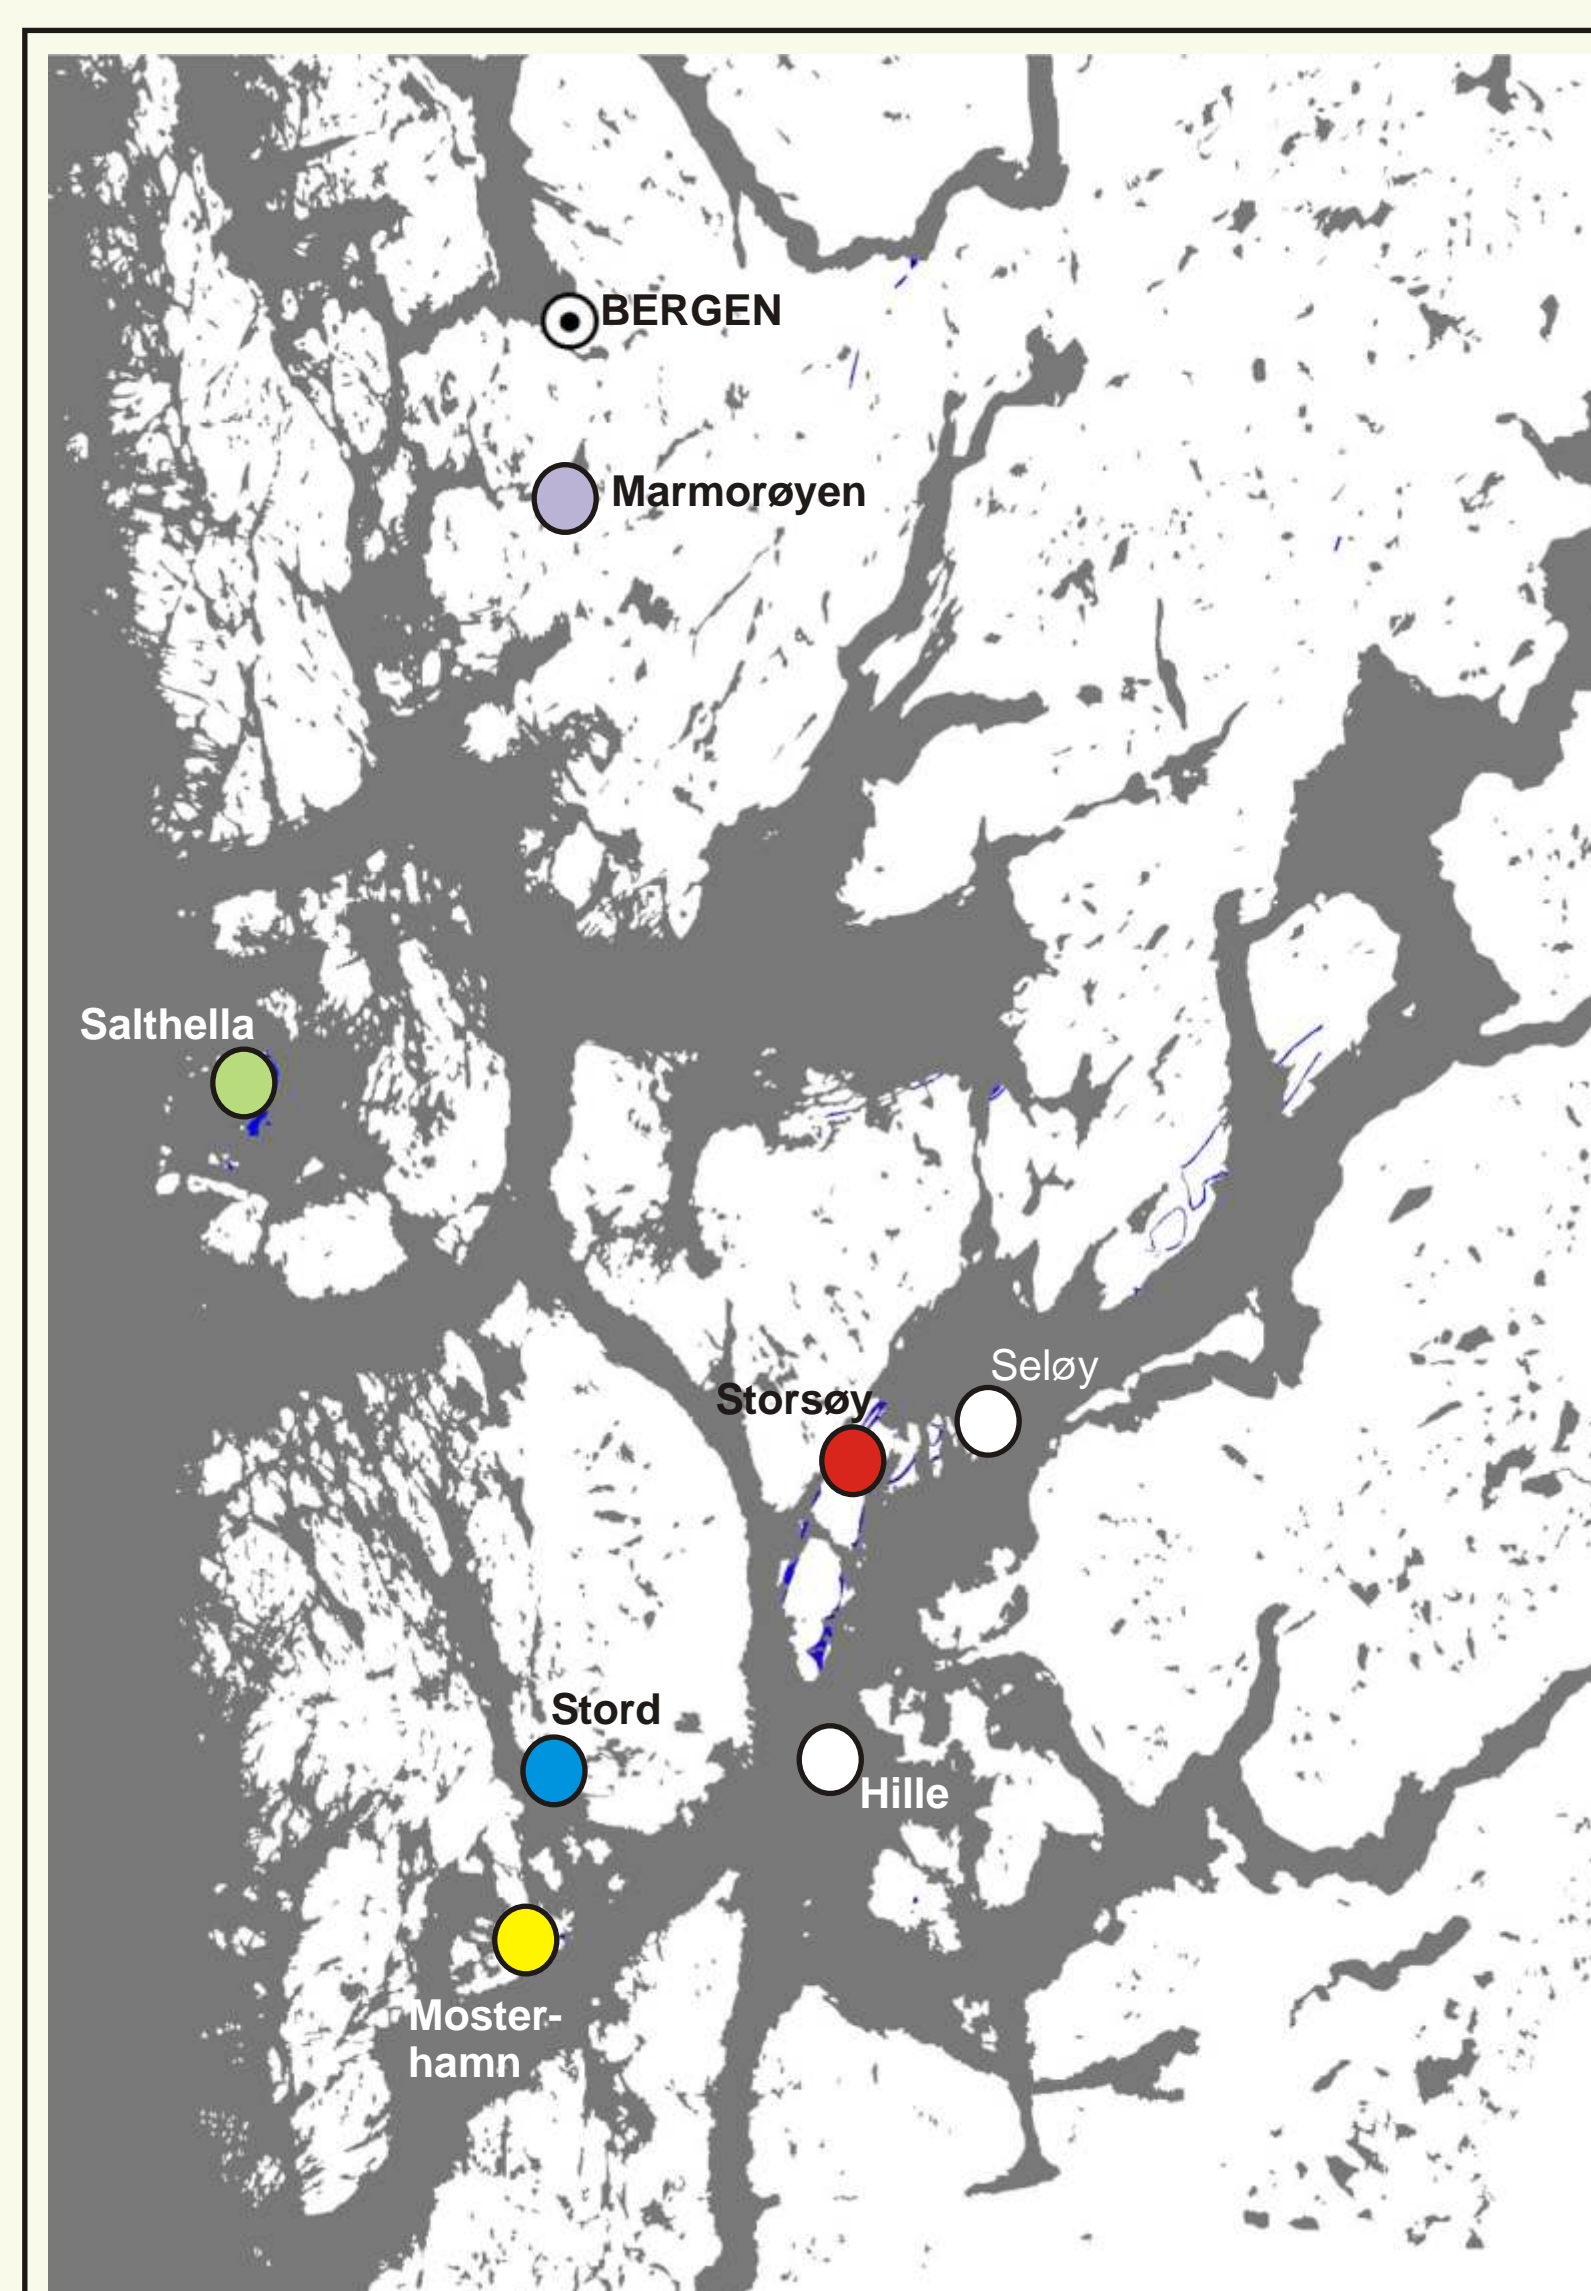 BERGEN
Marmorøyen
Salthella
Seløy
Storsøy
Stord
Hille
Moster-
hamn